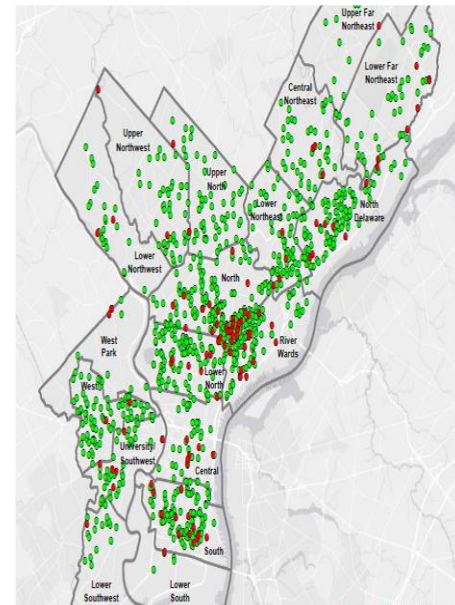 Upper Far
Northeast
Lower Far
Northeast
Central
Northeast
Upper
Northwest
Upper
North
Lower
Northeast
North
Delaware
Lower
Northwest
North
West
Park
River
Wards
Lower
North
West
University/
Southwest
Central
South
Lower
Southwest
Lower
South